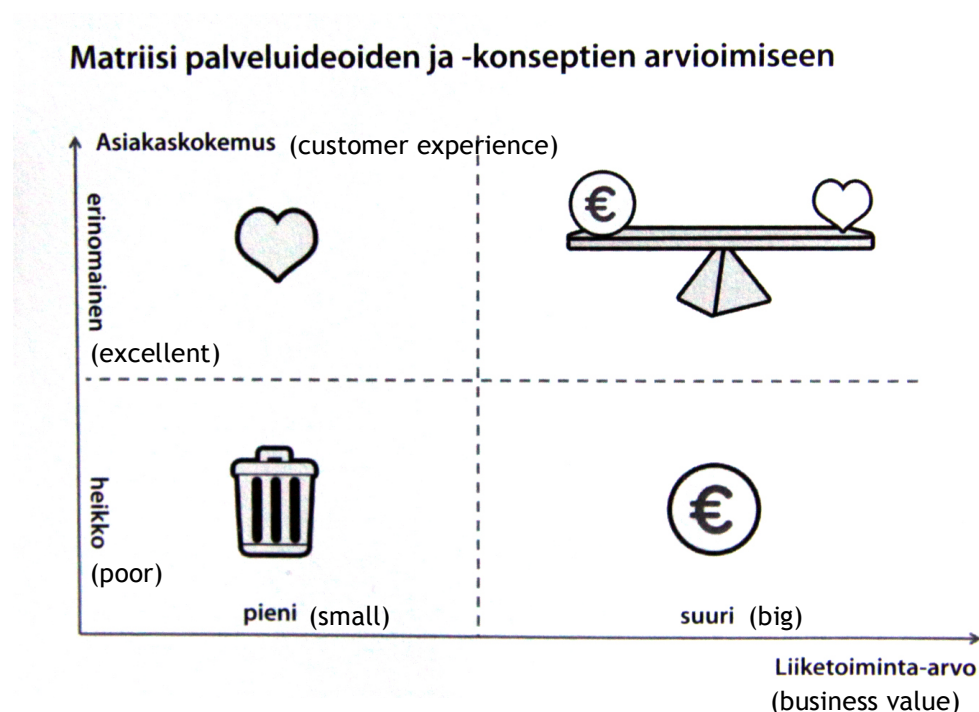 Matriisi palveluideoiden ja -konseptien arvioimiseen
Asiakaskokemus (customer experience)
erinomainen
(excellent)
€
heikko
(poor)
€
pieni (small)
suuri (big)
Liiketoiminta-arvo
(business value)